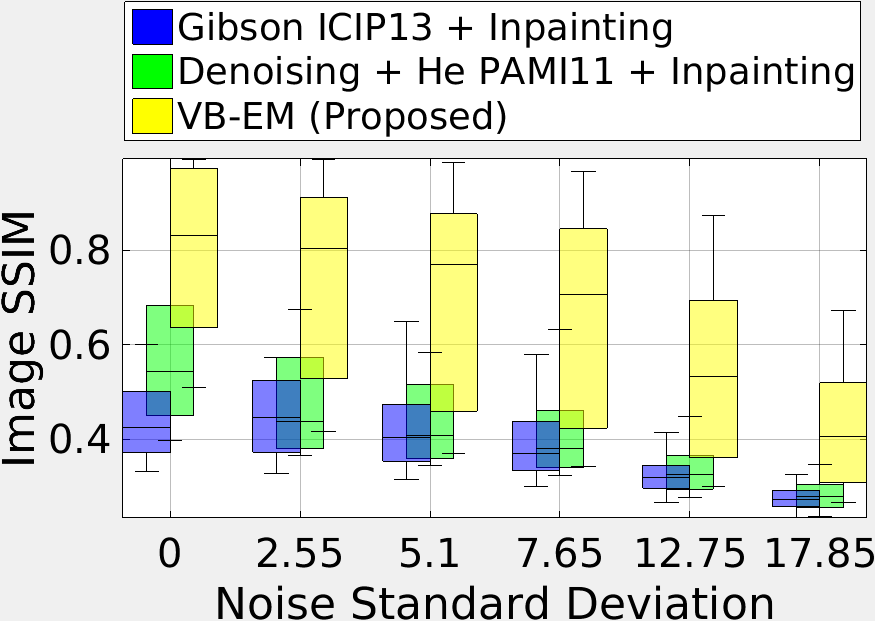 Gibson ICIP13 + Inpainting
Denoising + He PAMI11 + Inpainting
VB-EM (Proposed)
Image SSIM
0.8
0.6
0.4
0 2.55 5.1 7.65 12.75 17.85
Noise Standard Deviation